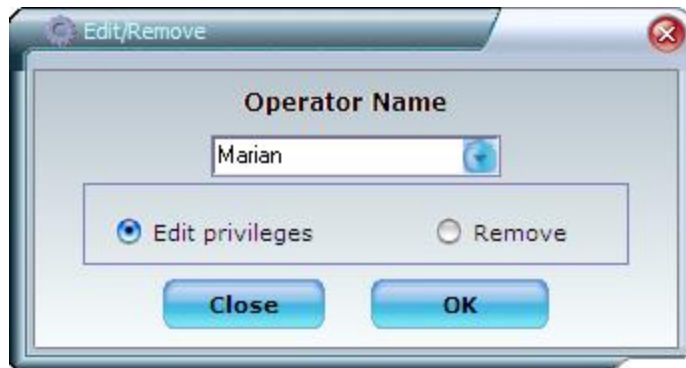 Edit/Remove
Operator Name
Marian
Edit privileges Remove
Close OK